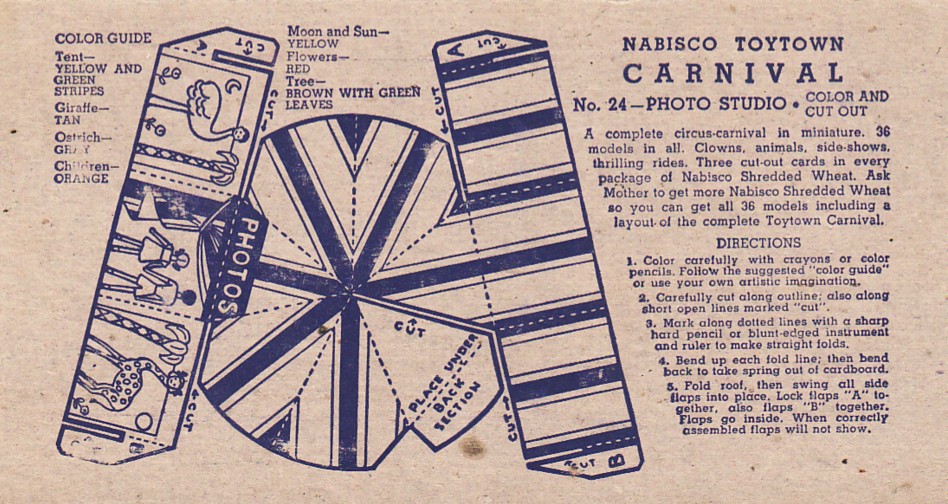 COLOR GUIDE
Tent—
YELLOW AND
GREEN
STRIPES
Giraffe—
TAN
Ostrich—
GRAY
Children—
ORANGE
Moon and Sun—
YELLOW
Flowers—
RED
Tree—
BROWN WITH GREEN
LEAVES
A
CUT
CUT
PHOTOS
CUT
A
CUT
CUT
CUT
PLACE UNDER
BACK
SECTION
CUT
CUT
B
NABISCO TOYTOWN
CARNIVAL
No. 24—PHOTO STUDIO • COLOR AND
CUT OUT
A complete circus-carnival in miniature. 36
models in all. Clowns, animals, side-shows,
thrilling rides. Three cut-out cards in every
package of Nabisco Shredded Wheat. Ask
Mother to get more Nabisco Shredded Wheat
so you can get all 36 models including a
layout of the complete Toytown Carnival.
DIRECTIONS
1. Color carefully with crayons or color
pencils. Follow the suggested "color guide"
or use your own artistic imagination.
2. Carefully cut along outline; also along
short open lines marked "cut".
3. Mark along dotted lines with a sharp
hard pencil or blunt-edged instrument
and ruler to make straight folds.
4. Bend up each fold line; then bend
back to take spring out of cardboard.
5. Fold roof, then swing all side
flaps into place. Lock flaps "A" to-
gether, also flaps "B" together.
Flaps go inside. When correctly
assembled flaps will not show.